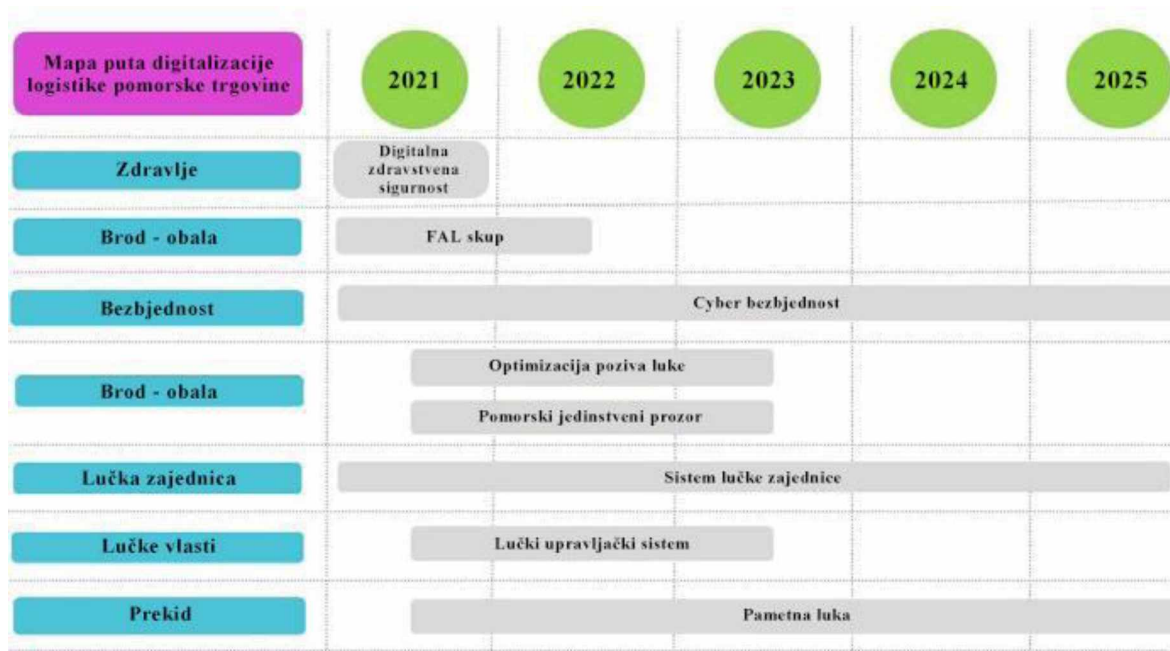 Mapa puta digitalizacije
logistike pomorske trgovine
2021
2022
2023
2024
2025
Zdravlje
Digitalna
zdravstvena
sigurnost
Brod - obala
FAL skup
Bezbjednost
Cyber bezbjednost
Brod - obala
Optimizacija poziva luke
Pomorski jedinstveni prozor
Lučka zajednica
Sistem lučke zajednice
Lučke vlasti
Lučki upravljački sistem
Prekid
Pametna luka